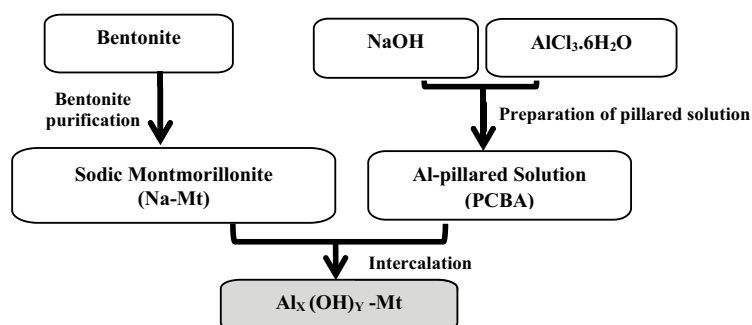 Bentonite
NaOH
AlCl₃.6H₂O
Bentonite
purification
Preparation of pillared solution
Sodic Montmorillonite
(Na-Mt)
Al-pillared Solution
(PCBA)
Intercalation
Alₓ (OH)ᵧ -Mt